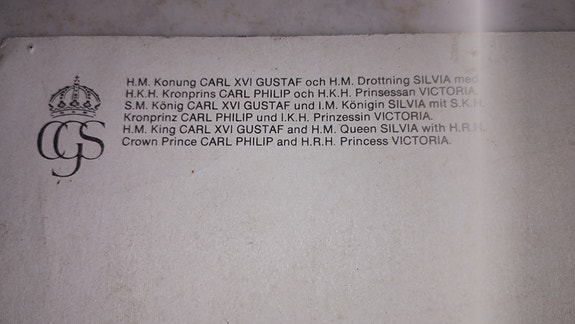 H.M. Konung CARL XVI GUSTAF och H.M. Drottning SILVIA med
H.K.H. Kronprins CARL PHILIP och H.K.H. Prinsessan VICTORIA.
S.M. König CARL XVI GUSTAF und I.M. Königin SILVIA mit S.K.H.
Kronprinz CARL PHILIP und I.K.H. Prinzessin VICTORIA.
H.M. King CARL XVI GUSTAF and H.M. Queen SILVIA with H.R.H.
Crown Prince CARL PHILIP and H.R.H. Princess VICTORIA.
CGS